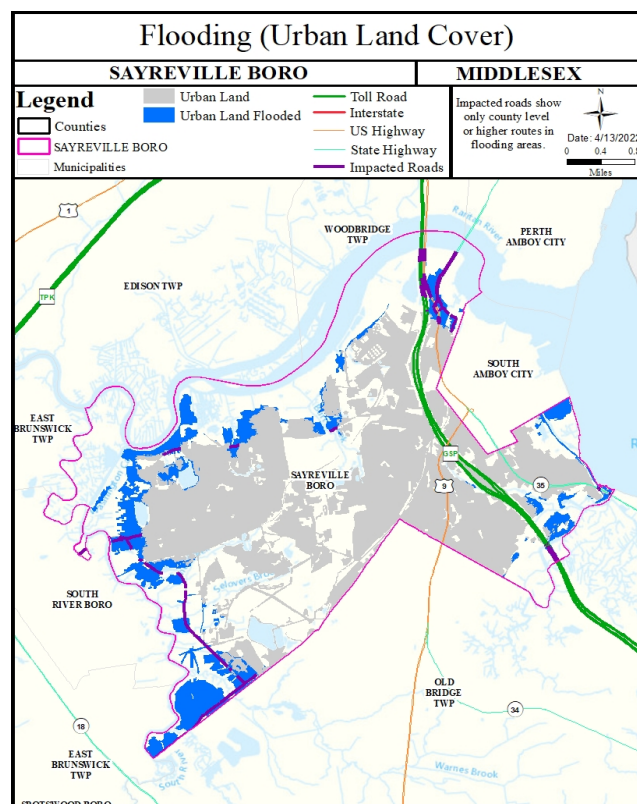 Flooding (Urban Land Cover)
SAYREVILLE BORO
MIDDLESEX
Legend
Counties
SAYREVILLE BORO
Municipalities
Urban Land
Urban Land Flooded
Toll Road
Interstate
US Highway
State Highway
Impacted Roads
Impacted roads show
only county level
or higher routes in
flooding areas.
N
Date: 4/13/2022
0 0.4 0.8
Miles
1
WOODBRIDGE
TWP
Raritan River
PERTH
AMBOY CITY
EDISON TWP
TPK
SOUTH
AMBOY CITY
EAST
BRUNSWICK
TWP
GSP
SAYREVILLE
BORO
9
35
R
SOUTH
RIVER BORO
OLD
BRIDGE
TWP
34
18
EAST
BRUNSWICK
TWP
Warnes Brook
SPOTSWOOD BORO